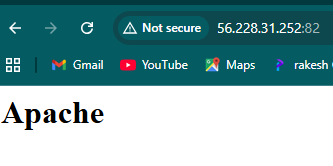 Not secure 56.228.31.252:82
Gmail YouTube Maps rakesh
Apache